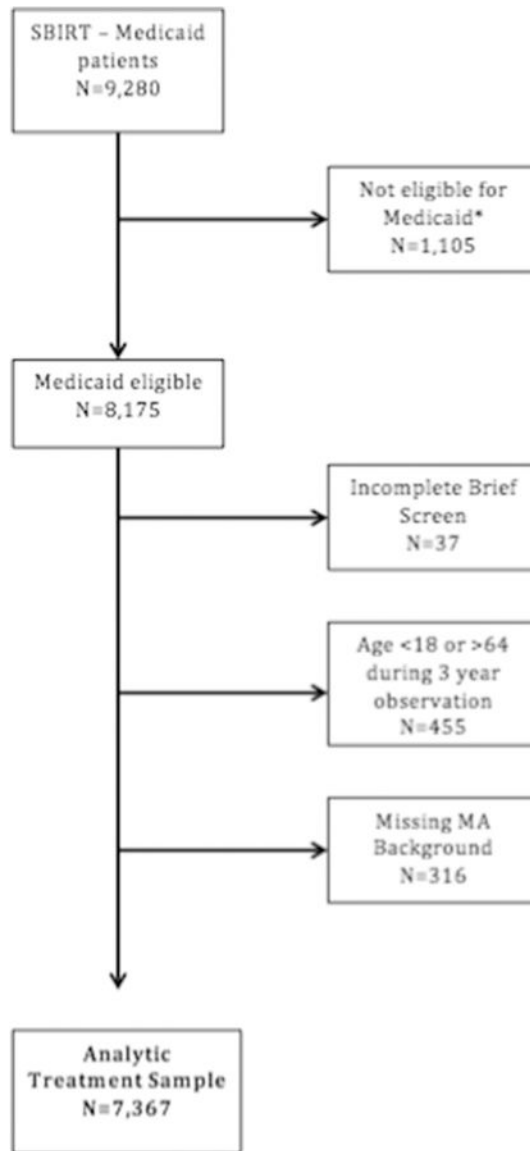 SBIRT – Medicaid
patients
N=9,280
Not eligible for
Medicaid*
N=1,105
Medicaid eligible
N=8,175
Incomplete Brief
Screen
N=37
Age <18 or >64
during 3 year
observation
N=455
Missing MA
Background
N=316
Analytic
Treatment Sample
N=7,367